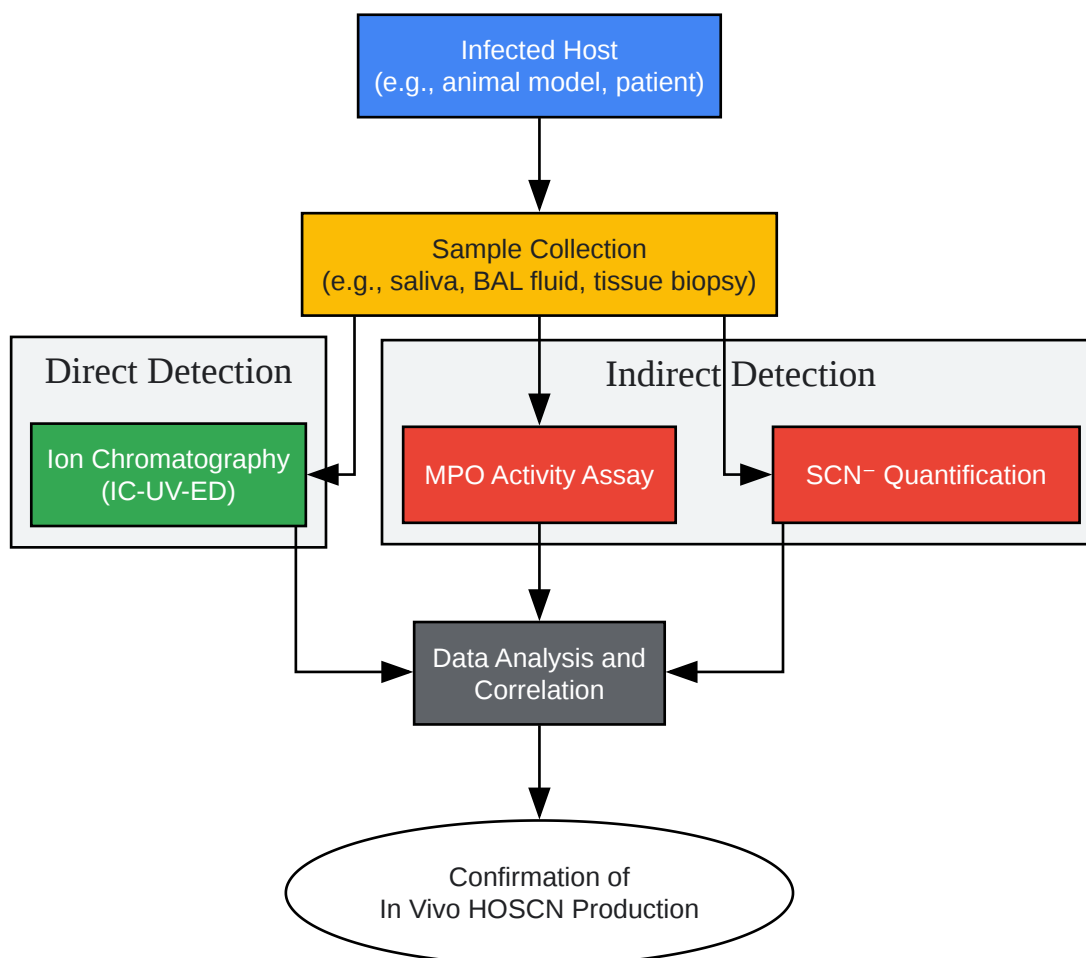 Infected Host
(e.g., animal model, patient)
Sample Collection
(e.g., saliva, BAL fluid, tissue biopsy)
Direct Detection
Indirect Detection
Ion Chromatography
(IC-UV-ED)
MPO Activity Assay
SCN⁻ Quantification
Data Analysis and
Correlation
Confirmation of
In Vivo HOSCN Production